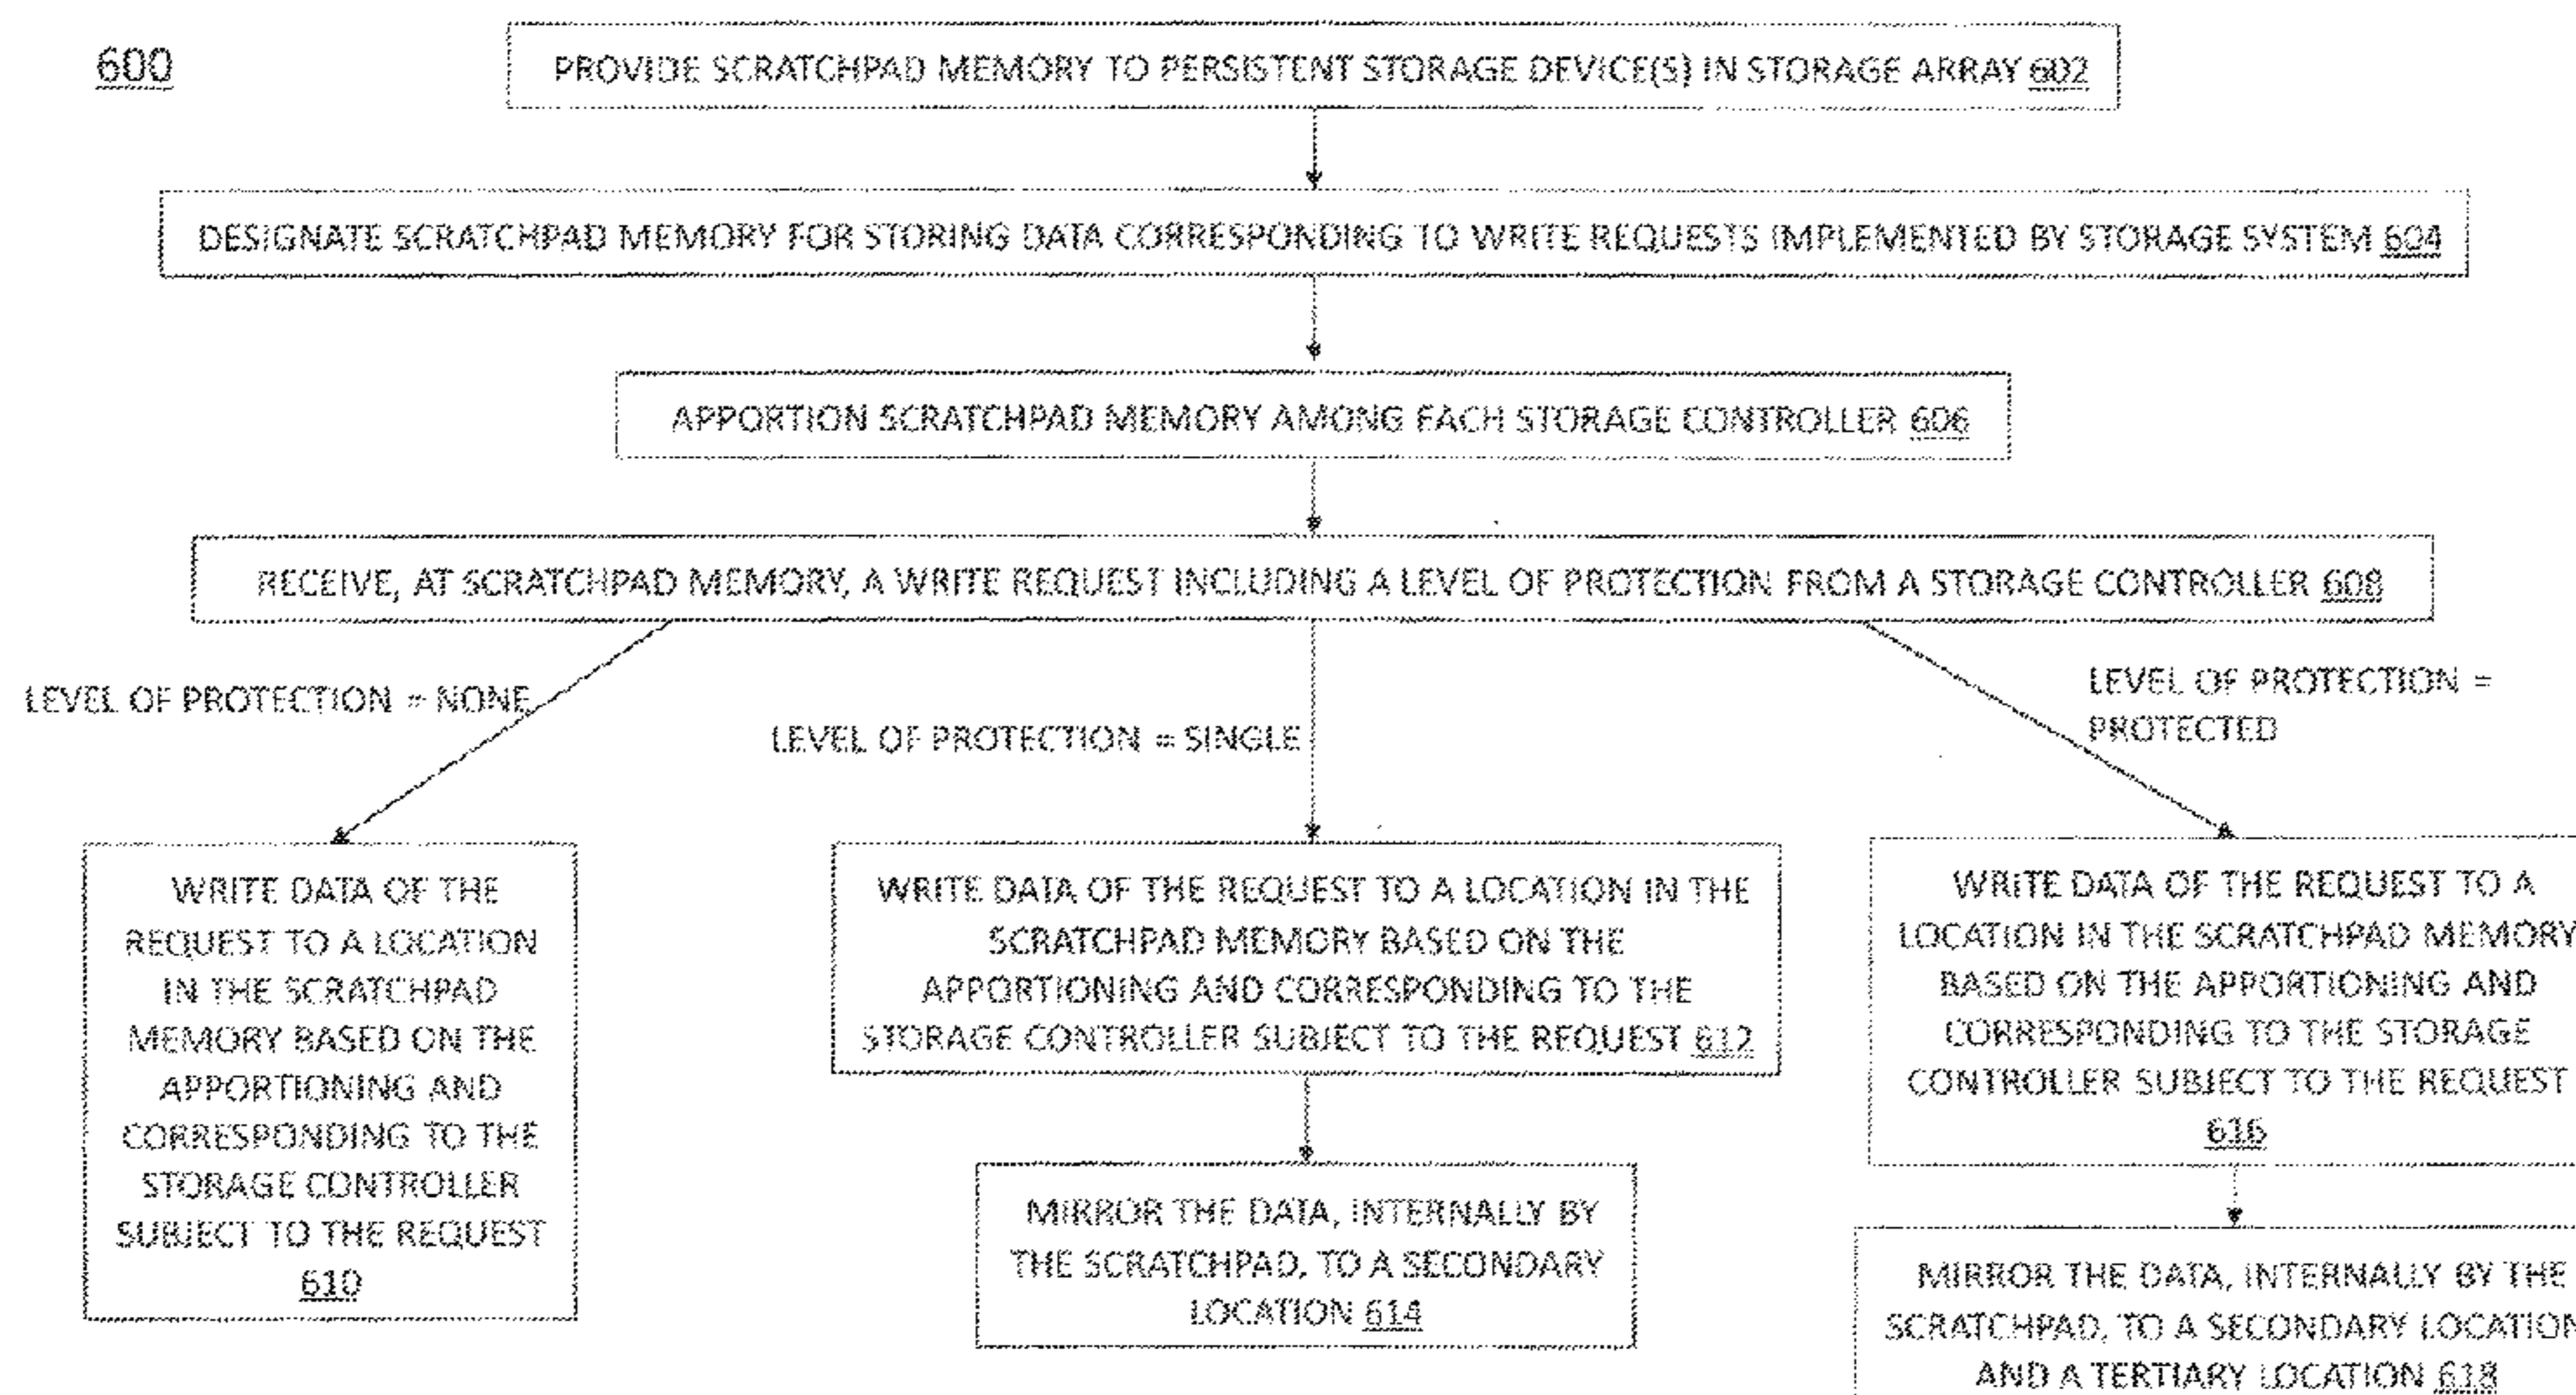 600
PROVIDE SCRATCHPAD MEMORY TO PERSISTENT STORAGE DEVICE(S) IN STORAGE ARRAY 602
DESIGNATE SCRATCHPAD MEMORY FOR STORING DATA CORRESPONDING TO WRITE REQUESTS IMPLEMENTED BY STORAGE SYSTEM 604
APPORTION SCRATCHPAD MEMORY AMONG EACH STORAGE CONTROLLER 606
RECEIVE, AT SCRATCHPAD MEMORY, A WRITE REQUEST INCLUDING A LEVEL OF PROTECTION FROM A STORAGE CONTROLLER 608
LEVEL OF PROTECTION = NONE
LEVEL OF PROTECTION = SINGLE
LEVEL OF PROTECTION =
PROTECTED
WRITE DATA OF THE
REQUEST TO A LOCATION
IN THE SCRATCHPAD
MEMORY BASED ON THE
APPORTIONING AND
CORRESPONDING TO THE
STORAGE CONTROLLER
SUBJECT TO THE REQUEST
610
WRITE DATA OF THE REQUEST TO A LOCATION IN THE
SCRATCHPAD MEMORY BASED ON THE
APPORTIONING AND CORRESPONDING TO THE
STORAGE CONTROLLER SUBJECT TO THE REQUEST 612
MIRROR THE DATA, INTERNALLY BY
THE SCRATCHPAD, TO A SECONDARY
LOCATION 614
WRITE DATA OF THE REQUEST TO A
LOCATION IN THE SCRATCHPAD MEMORY
BASED ON THE APPORTIONING AND
CORRESPONDING TO THE STORAGE
CONTROLLER SUBJECT TO THE REQUEST
616
MIRROR THE DATA, INTERNALLY BY THE
SCRATCHPAD, TO A SECONDARY LOCATION
AND A TERTIARY LOCATION 618